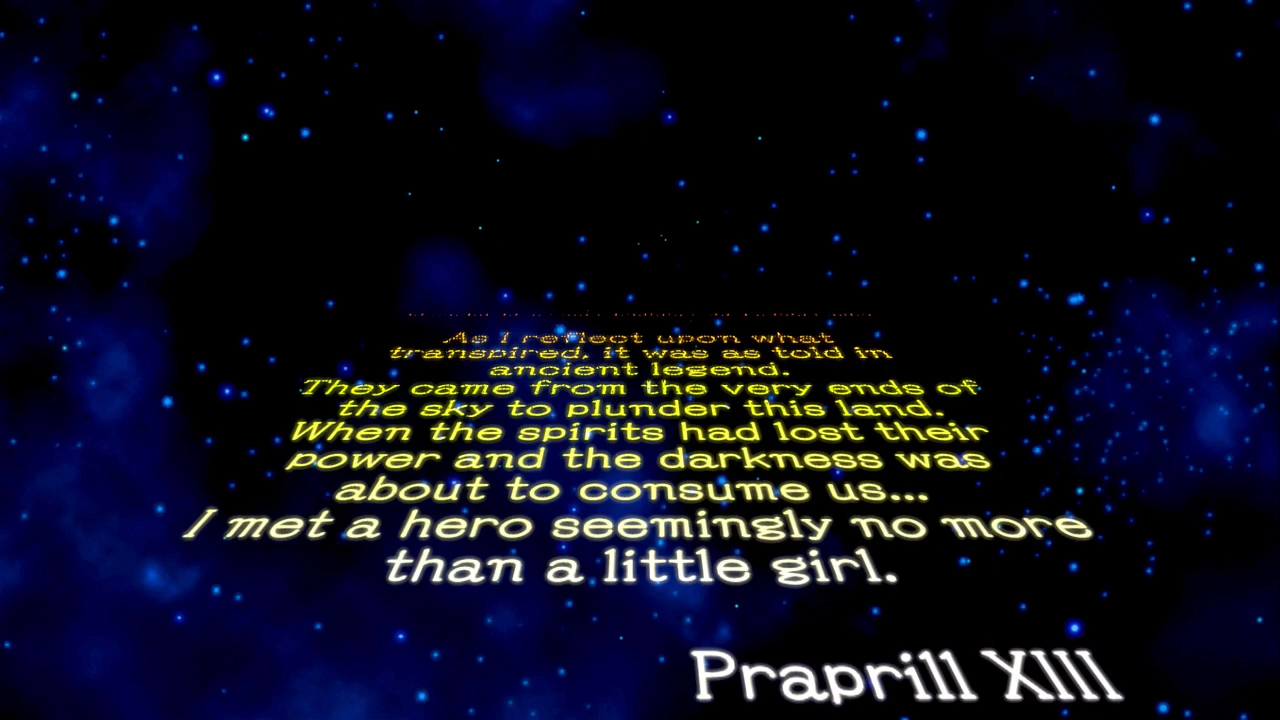 As I reflect upon what
transpired, it was as told in
ancient legend.
They came from the very ends of
the sky to plunder this land.
When the spirits had lost their
power and the darkness was
about to consume us...
I met a hero seemingly no more
than a little girl.
Praprill XIII